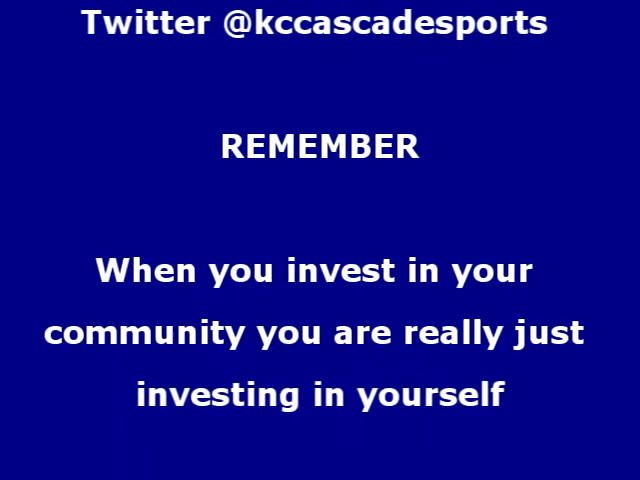 Twitter @kccascadesports
REMEMBER
When you invest in your
community you are really just
investing in yourself